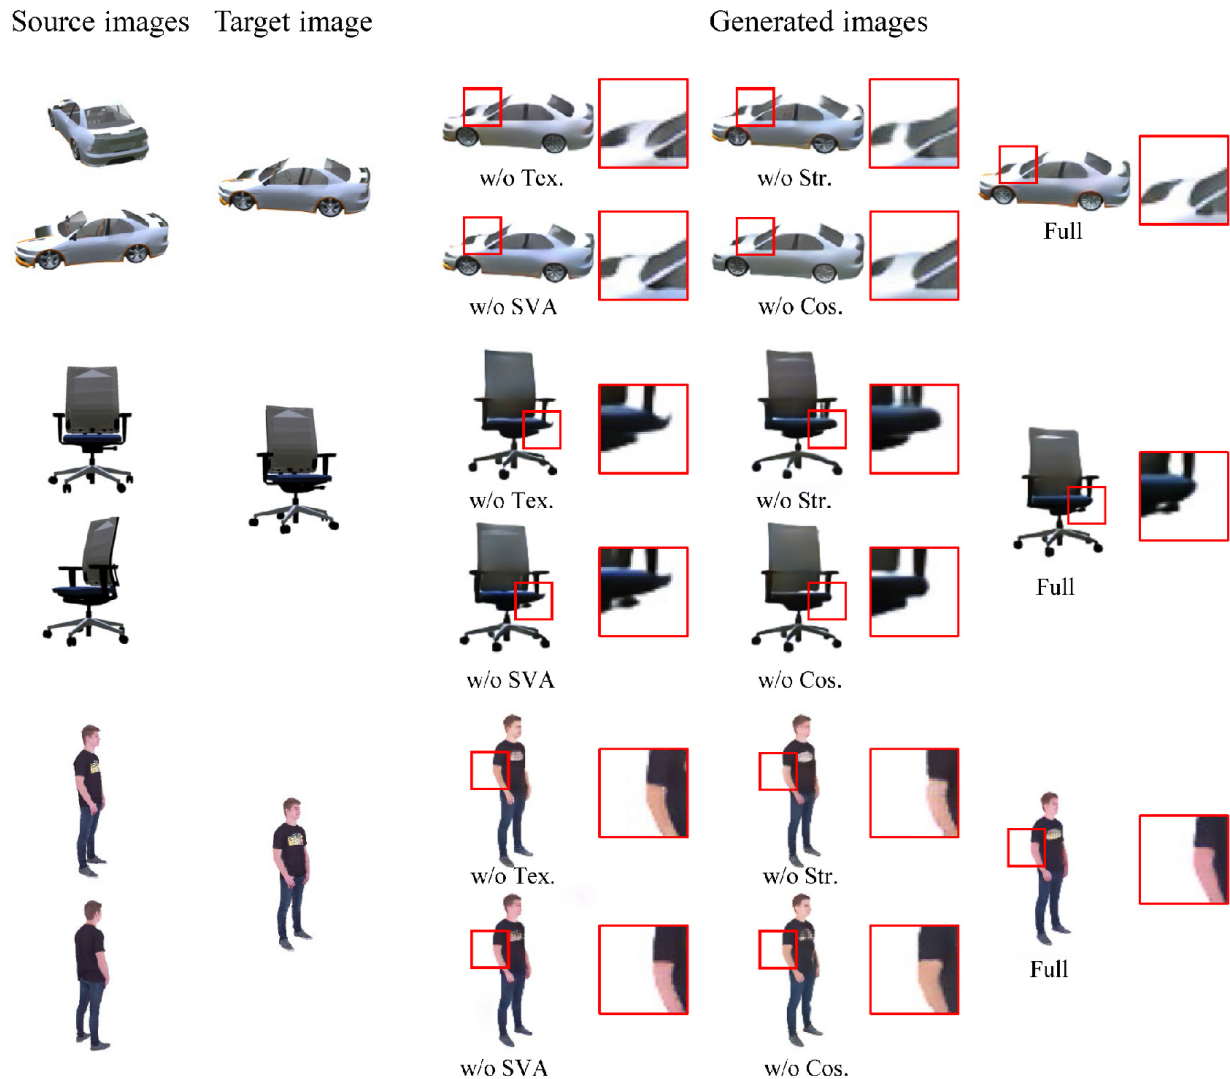 Source images Target image Generated images
w/o Tex. w/o Str.
Full
w/o SVA w/o Cos.
w/o Tex. w/o Str.
Full
w/o SVA w/o Cos.
w/o Tex. w/o Str.
Full
w/o SVA w/o Cos.